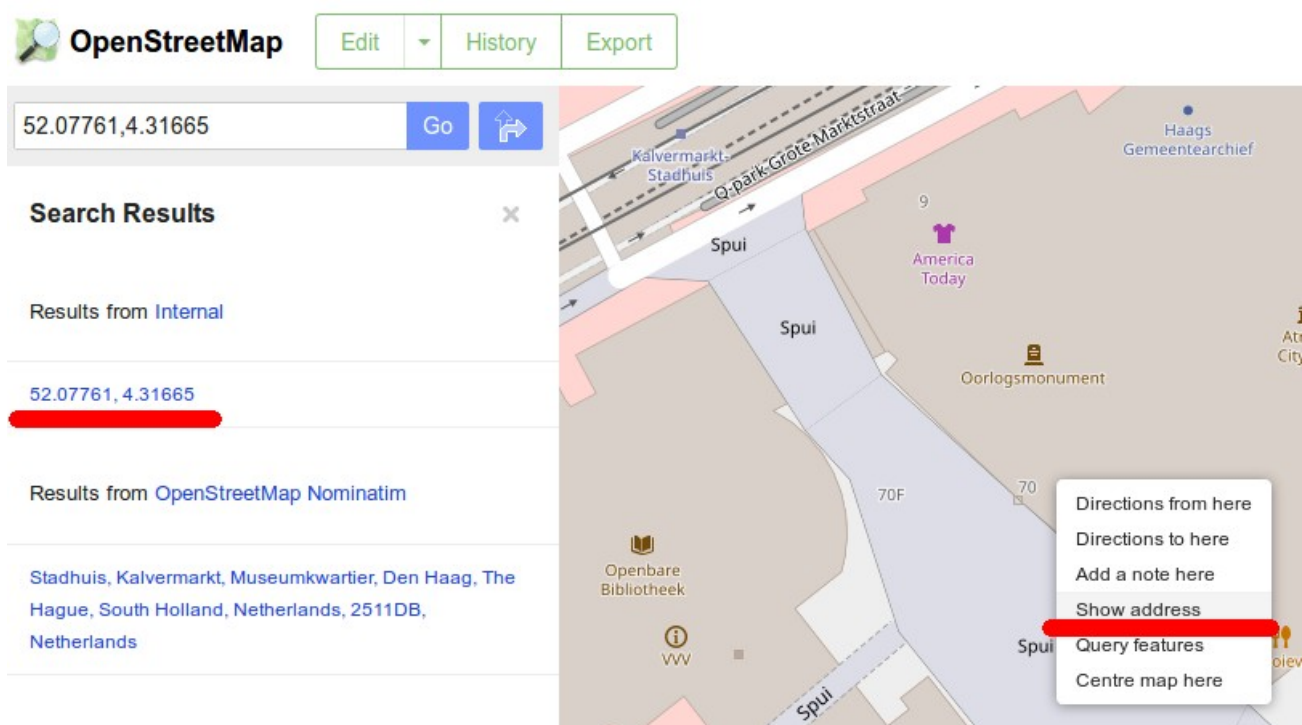 OpenStreetMap
Edit
History
Export
52.07761,4.31665
Go
Search Results
×
Results from Internal
52.07761, 4.31665
Results from OpenStreetMap Nominatim
Stadhuis, Kalvermarkt, Museumkwartier, Den Haag, The
Hague, South Holland, Netherlands, 2511DB,
Netherlands
Kalvermarkt-
Stadhuis
Q-park Grote Marktstraat
Haags
Gemeentearchief
9
America
Today
Spui
Spui
Oorlogsmonument
70F
70
Openbare
Bibliotheek
VVV
Spui
Spui
Directions from here
Directions to here
Add a note here
Show address
Query features
Centre map here